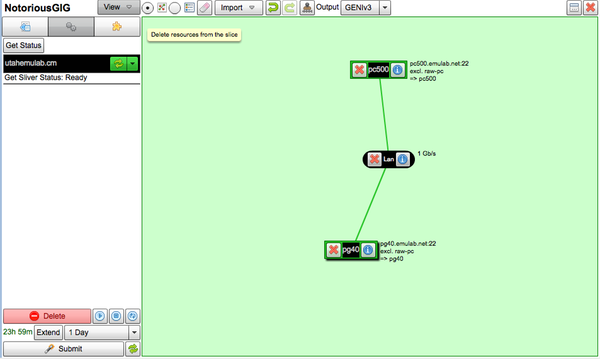 NotoriousGIG
View
Import
Output
GENIv3
Delete resources from the slice
Get Status
utahemulab.cm
Get Sliver Status: Ready
pc500
pc500.emulab.net:22
excl. raw-pc
=> pc500
Lan
1 Gb/s
pg40
pg40.emulab.net:22
excl. raw-pc
=> pg40
Delete
23h 59m Extend 1 Day
Submit